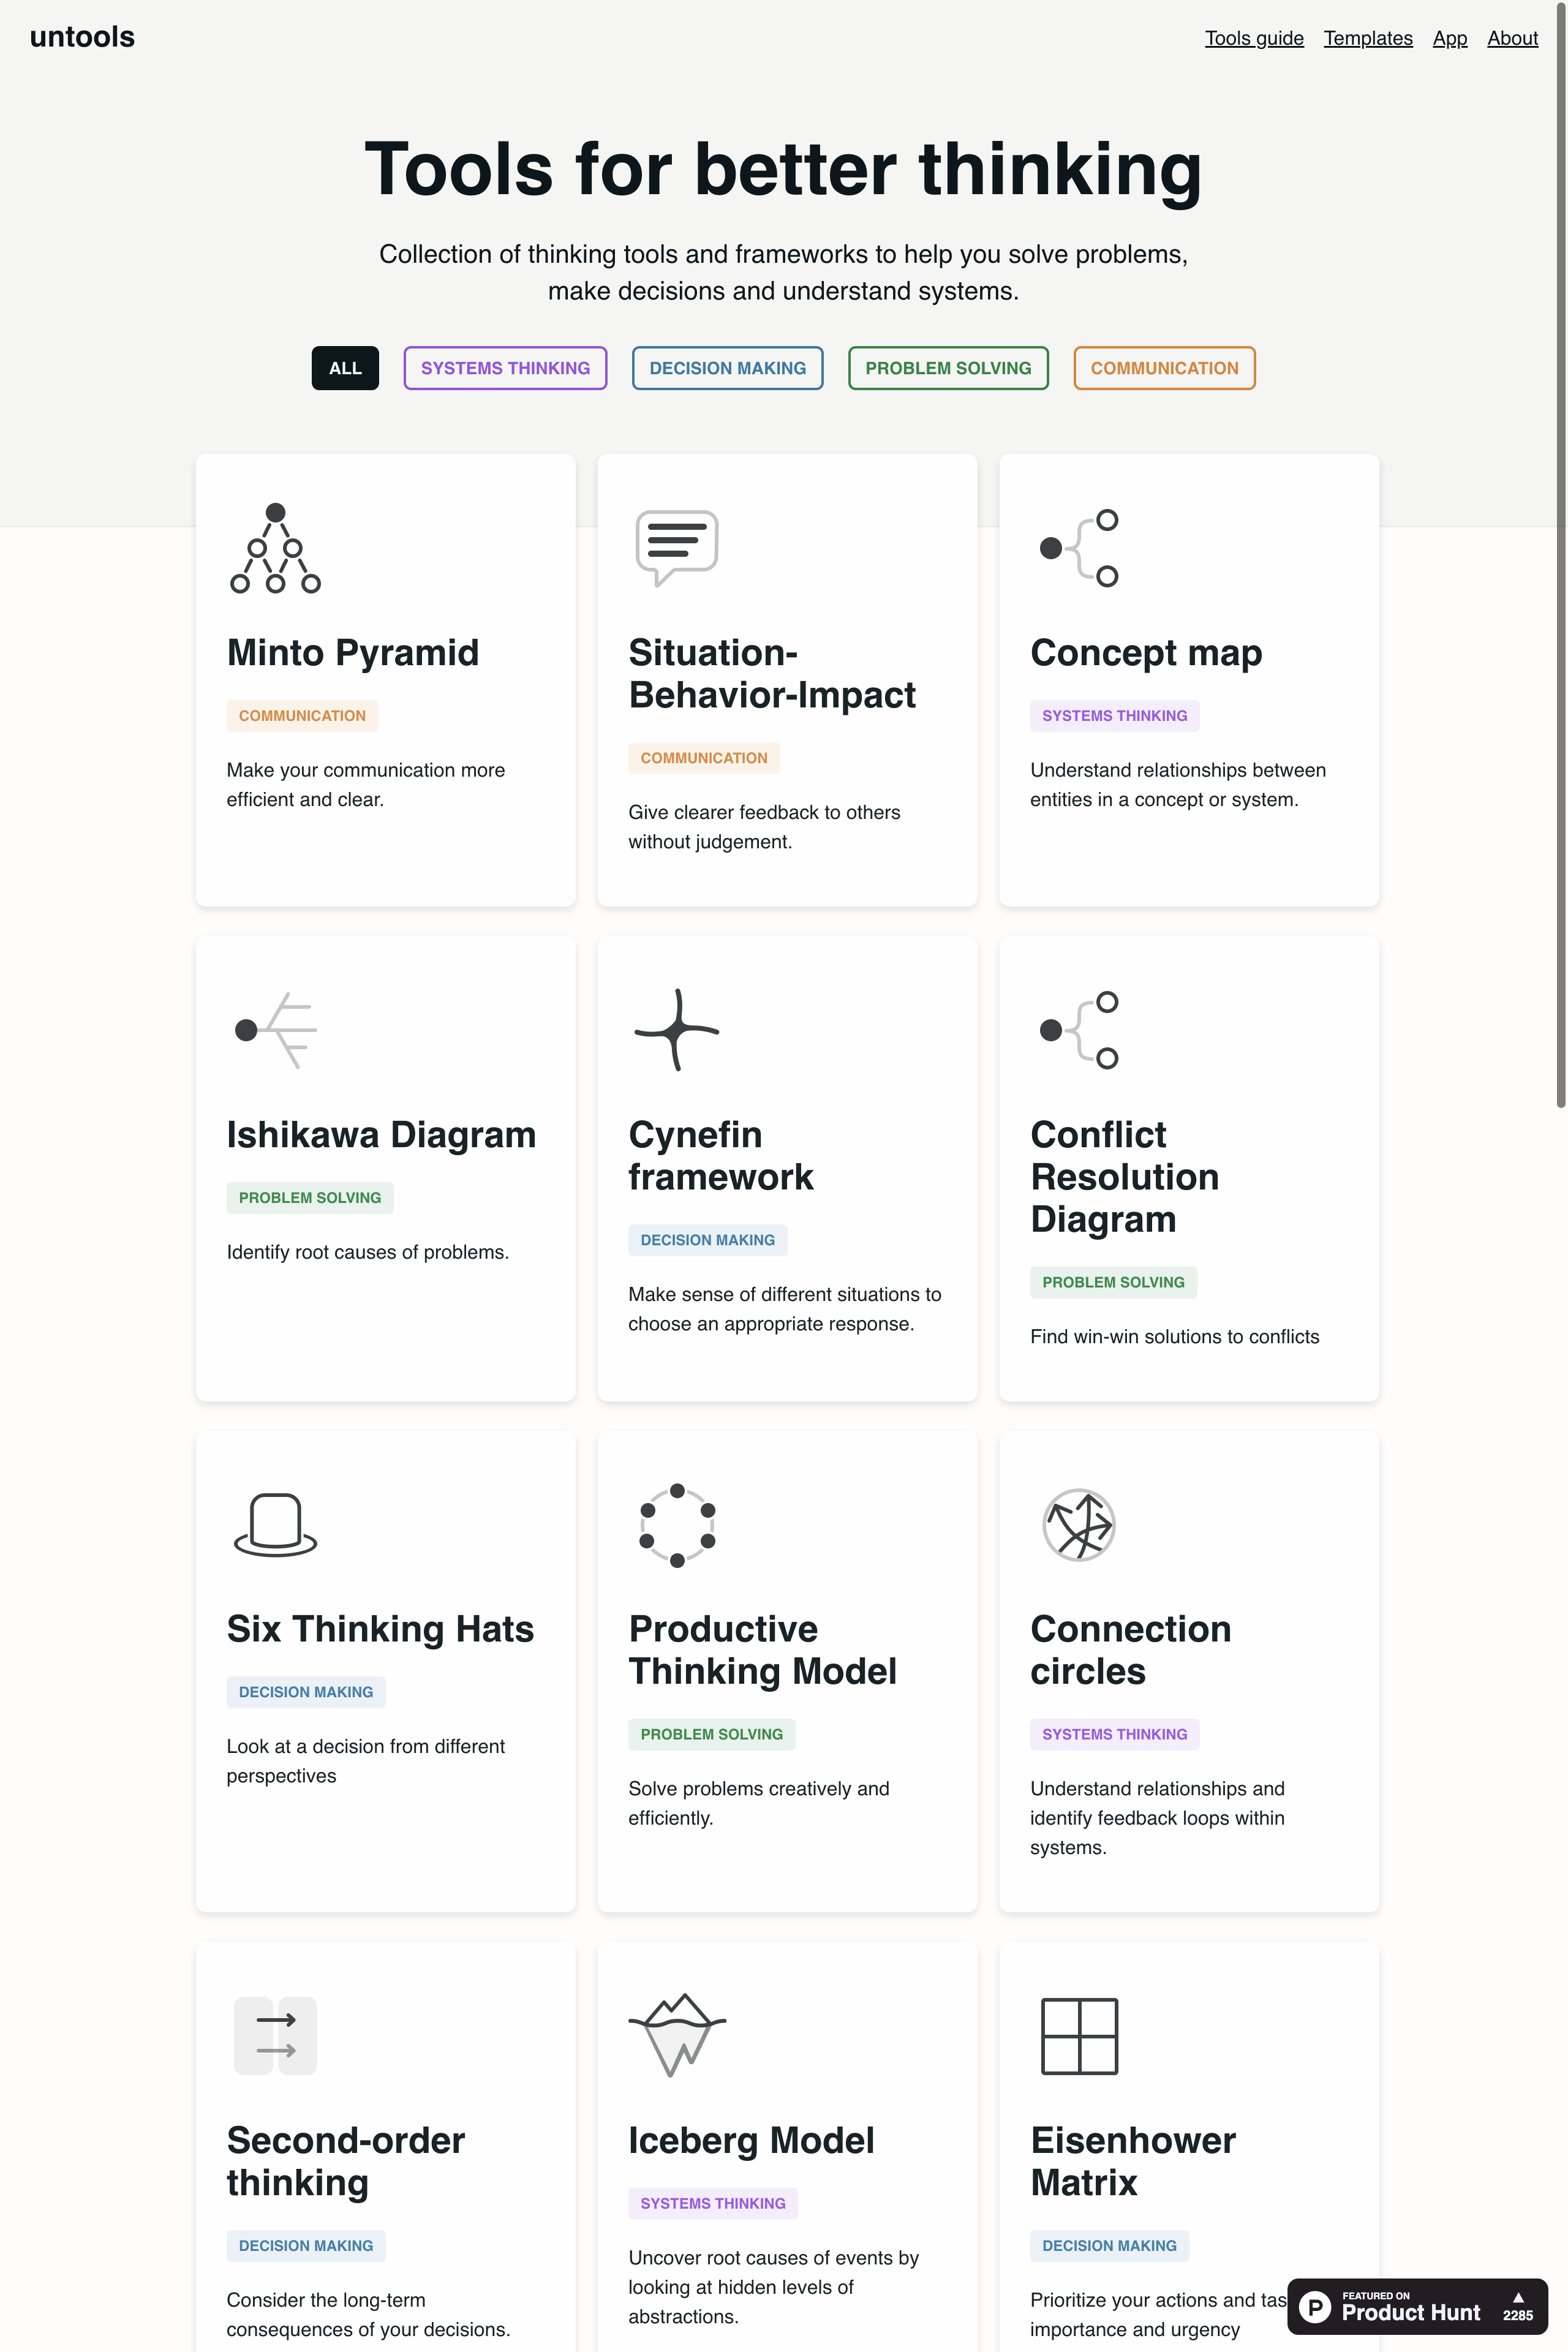 untools
Tools guide Templates App About
Tools for better thinking
Collection of thinking tools and frameworks to help you solve problems,
make decisions and understand systems.
ALL SYSTEMS THINKING DECISION MAKING PROBLEM SOLVING COMMUNICATION
Minto Pyramid
COMMUNICATION
Make your communication more
efficient and clear.
Situation-
Behavior-Impact
COMMUNICATION
Give clearer feedback to others
without judgement.
Concept map
SYSTEMS THINKING
Understand relationships between
entities in a concept or system.
Ishikawa Diagram
PROBLEM SOLVING
Identify root causes of problems.
Cynefin
framework
DECISION MAKING
Make sense of different situations to
choose an appropriate response.
Conflict
Resolution
Diagram
PROBLEM SOLVING
Find win-win solutions to conflicts
Six Thinking Hats
DECISION MAKING
Look at a decision from different
perspectives
Productive
Thinking Model
PROBLEM SOLVING
Solve problems creatively and
efficiently.
Connection
circles
SYSTEMS THINKING
Understand relationships and
identify feedback loops within
systems.
Second-order
thinking
DECISION MAKING
Consider the long-term
consequences of your decisions.
Iceberg Model
SYSTEMS THINKING
Uncover root causes of events by
looking at hidden levels of
abstractions.
Eisenhower
Matrix
DECISION MAKING
Prioritize your actions and
importance and urgency
P
FEATURED ON
Product Hunt
▲
2285